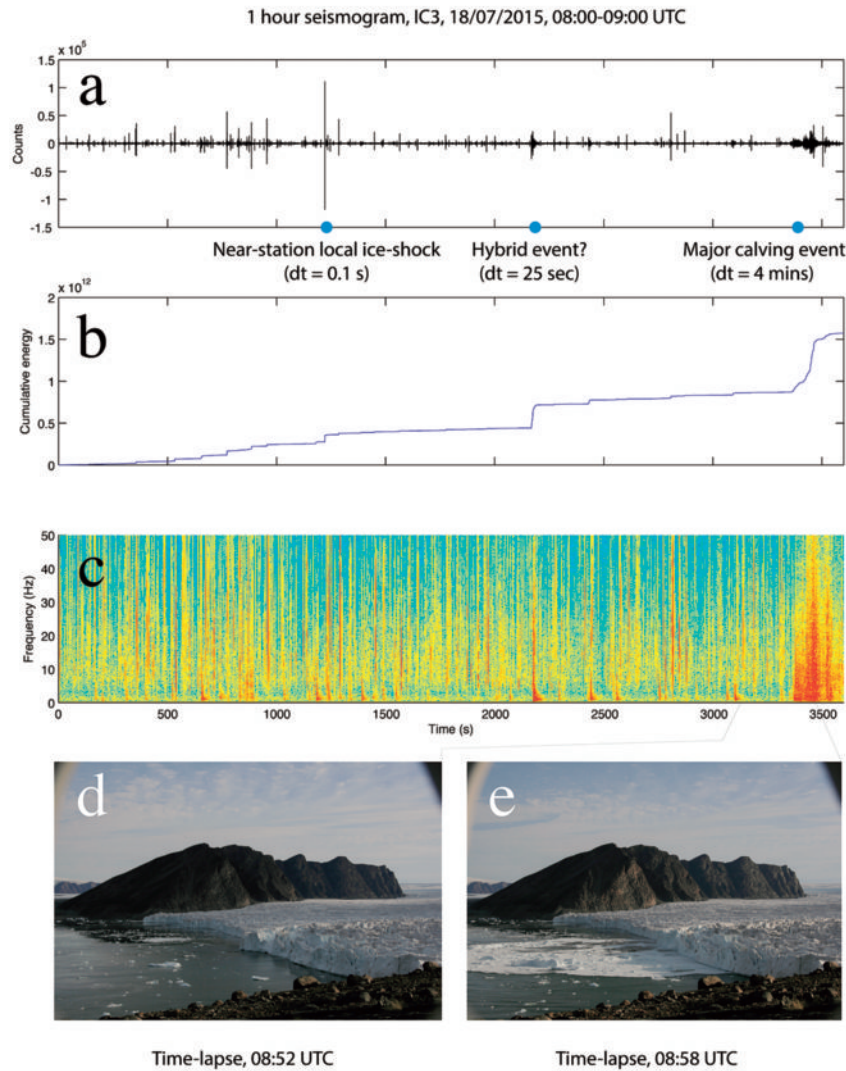 1 hour seismogram, IC3, 18/07/2015, 08:00-09:00 UTC
x 10⁵
a
1.5
1
0.5
0
-0.5
-1
-1.5
Counts
Near-station local ice-shock
(dt = 0.1 s)
Hybrid event?
(dt = 25 sec)
Major calving event
(dt = 4 mins)
x 10¹²
b
2
1.5
1
0.5
0
Cumulative energy
c
50
40
30
20
10
0
Frequency (Hz)
0 500 1000 1500 2000 2500 3000 3500
Time (s)
d
e
Time-lapse, 08:52 UTC
Time-lapse, 08:58 UTC